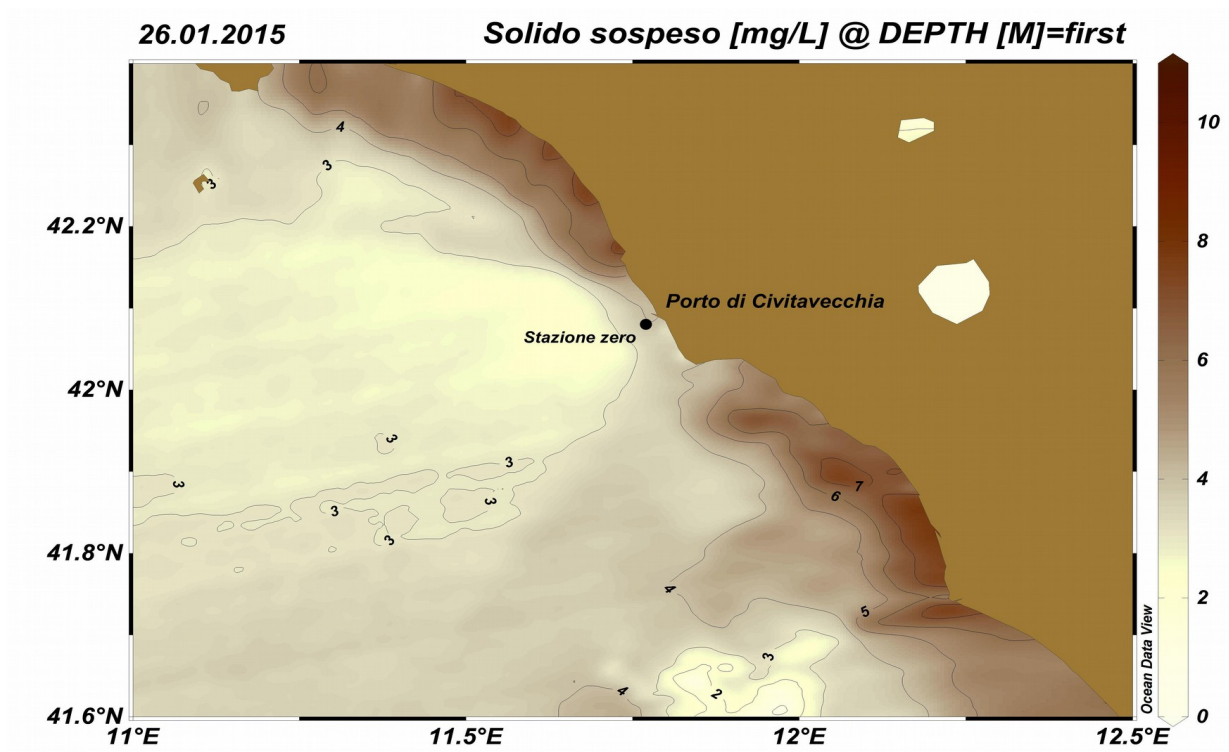 26.01.2015
Solido sospeso [mg/L] @ DEPTH [M]=first
10
8
6
4
2
0
Ocean Data View
42.2°N
42°N
41.8°N
41.6°N
11°E
11.5°E
12°E
12.5°E
Porto di Civitavecchia
Stazione zero
4
3
3
3
3
3
3
3
3
7
6
4
5
3
2
4